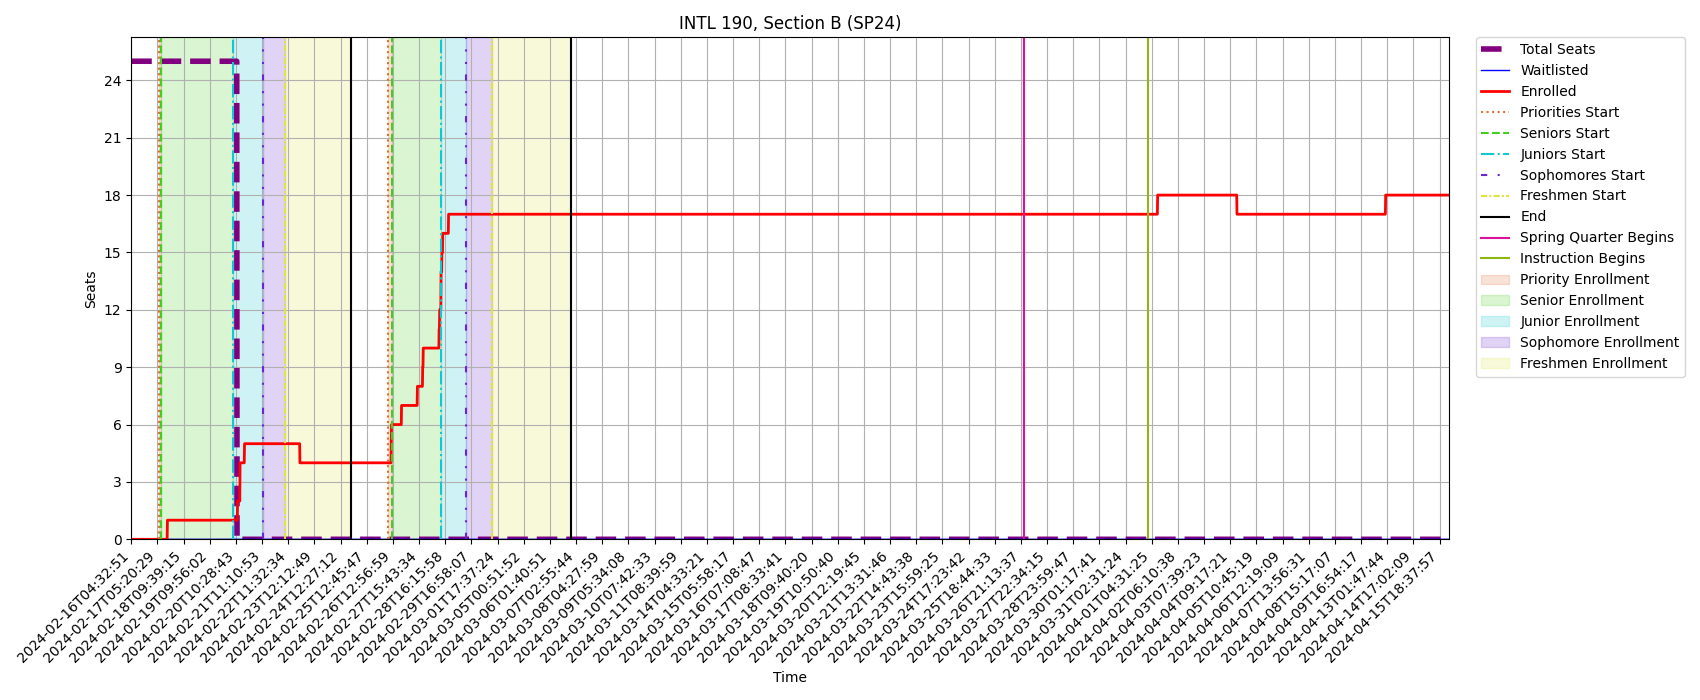 INTL 190, Section B (SP24)
Seats
24
21
18
15
12
9
6
3
0
2024-02-16T04:32:51
2024-02-17T05:20:29
2024-02-18T09:39:15
2024-02-19T09:56:02
2024-02-20T10:28:43
2024-02-21T11:10:53
2024-02-22T11:32:34
2024-02-23T12:12:49
2024-02-24T12:27:12
2024-02-25T12:45:47
2024-02-26T12:56:59
2024-02-27T15:43:34
2024-02-28T16:15:58
2024-02-29T16:58:07
2024-03-01T17:37:24
2024-03-05T00:51:52
2024-03-06T01:40:51
2024-03-07T02:55:44
2024-03-08T04:27:59
2024-03-09T05:34:08
2024-03-10T07:42:33
2024-03-11T08:39:59
2024-03-14T04:33:21
2024-03-15T05:58:17
2024-03-16T07:08:47
2024-03-17T08:33:41
2024-03-18T09:40:20
2024-03-19T10:50:40
2024-03-20T12:19:45
2024-03-21T13:31:46
2024-03-22T14:43:38
2024-03-23T15:59:25
2024-03-24T17:23:42
2024-03-25T18:44:33
2024-03-26T21:13:37
2024-03-27T22:34:15
2024-03-28T23:59:47
2024-03-30T01:17:41
2024-03-31T02:31:24
2024-04-01T04:31:25
2024-04-02T06:10:38
2024-04-03T07:39:23
2024-04-04T09:17:21
2024-04-05T10:45:19
2024-04-06T12:19:09
2024-04-07T13:56:31
2024-04-08T15:17:07
2024-04-09T16:54:17
2024-04-13T01:47:44
2024-04-14T17:02:09
2024-04-15T18:37:57
Time
Total Seats
Waitlisted
Enrolled
Priorities Start
Seniors Start
Juniors Start
Sophomores Start
Freshmen Start
End
Spring Quarter Begins
Instruction Begins
Priority Enrollment
Senior Enrollment
Junior Enrollment
Sophomore Enrollment
Freshmen Enrollment